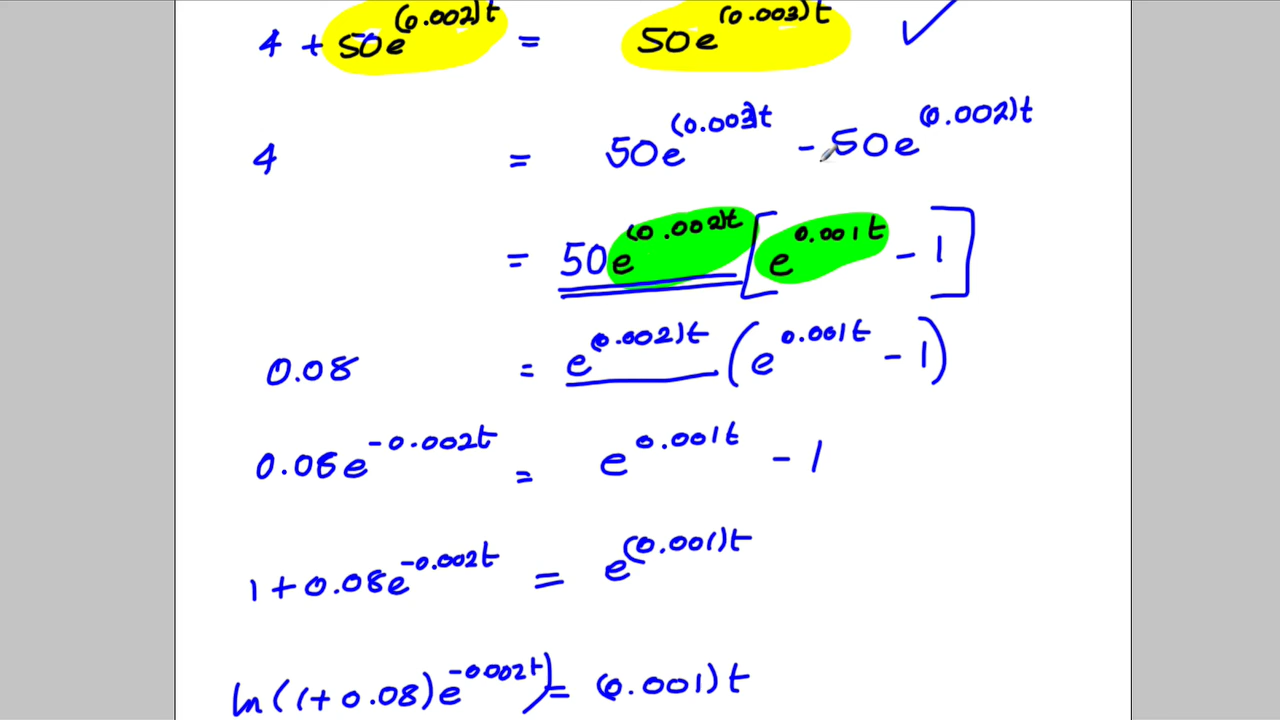 4 + 50e^(0.002)t = 50e^(0.003)t ✓
4 = 50e^(0.003)t - 50e^(0.002)t
= 50e^(0.002)t [e^0.001t - 1]
0.08 = e^(0.002)t (e^0.001t - 1)
0.08e^-0.002t = e^0.001t - 1
1 + 0.08e^-0.002t = e^(0.001)t
ln(1+0.08)e^-0.002t) = (0.001)t